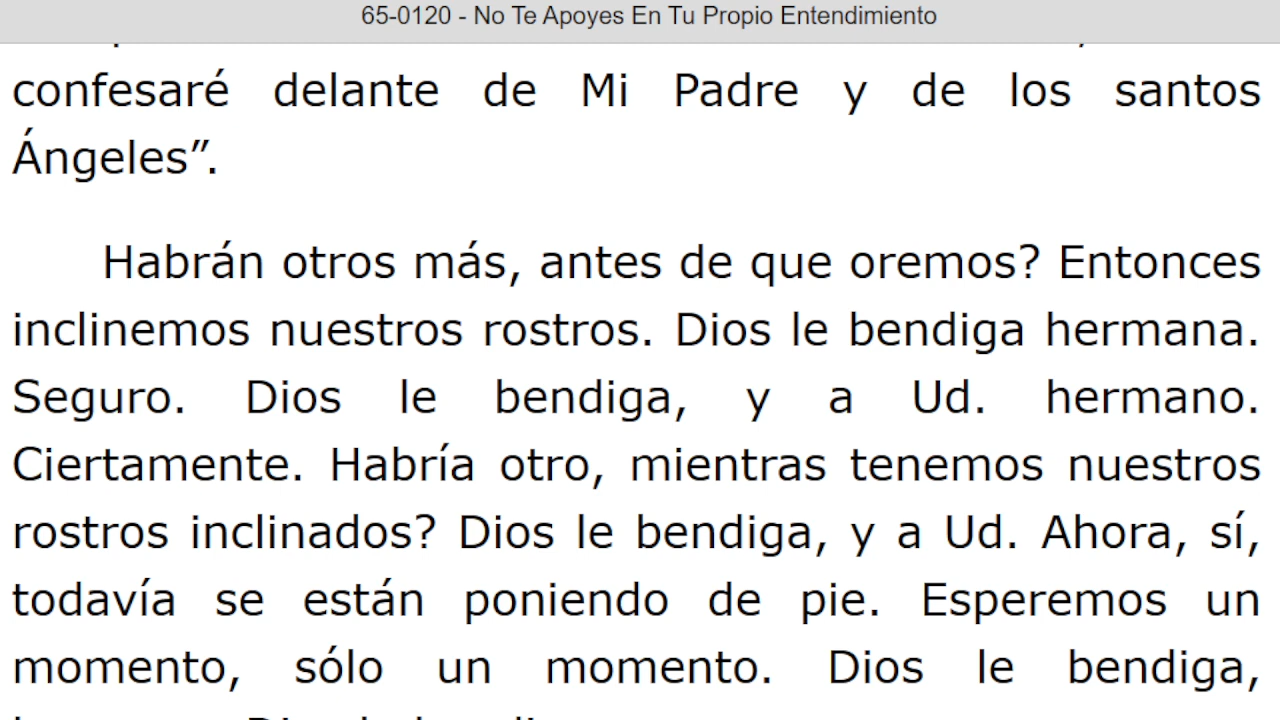 65-0120 - No Te Apoyes En Tu Propio Entendimiento
confesaré delante de Mi Padre y de los santos
Ángeles”.
Habrán otros más, antes de que oremos? Entonces
inclinemos nuestros rostros. Dios le bendiga hermana.
Seguro. Dios le bendiga, y a Ud. hermano.
Ciertamente. Habría otro, mientras tenemos nuestros
rostros inclinados? Dios le bendiga, y a Ud. Ahora, sí,
todavía se están poniendo de pie. Esperemos un
momento, sólo un momento. Dios le bendiga,